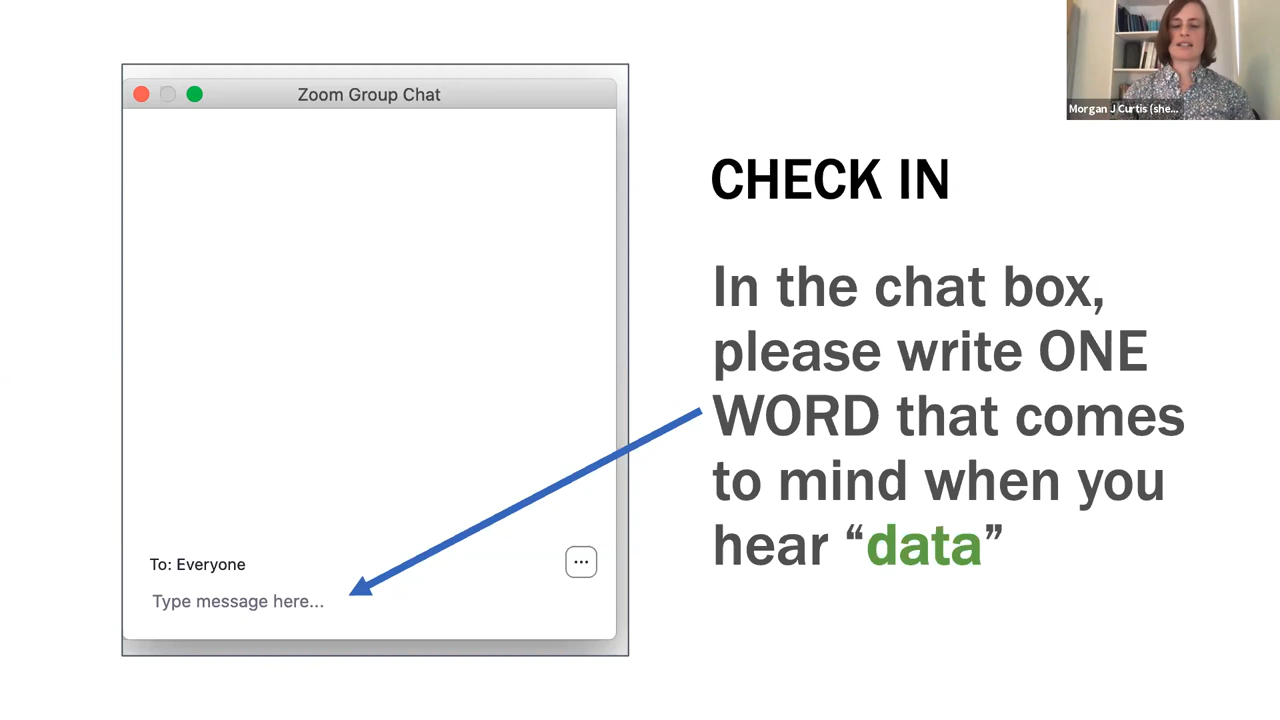 Zoom Group Chat
To: Everyone
...
Type message here...
CHECK IN
In the chat box,
please write ONE
WORD that comes
to mind when you
hear “data”
Morgan J Curtis (she...